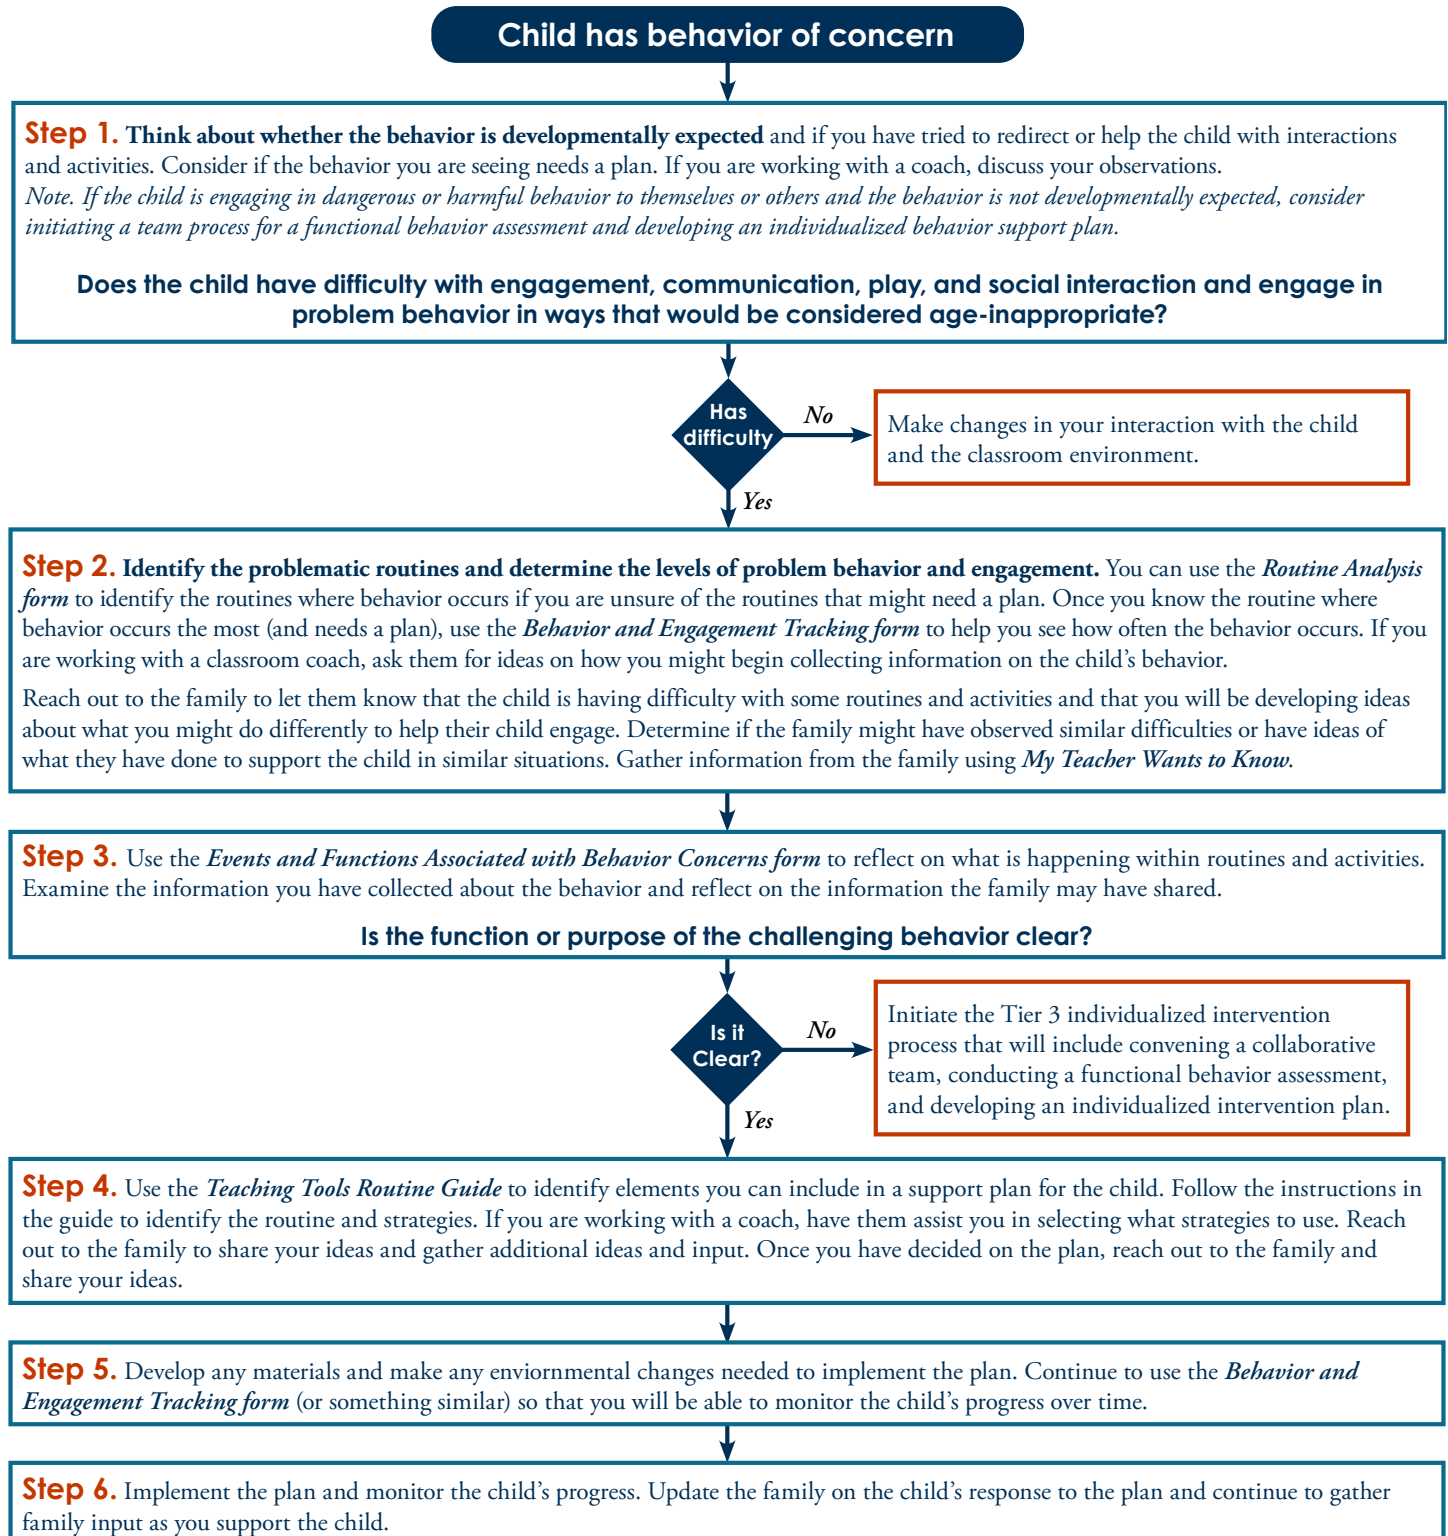 Child has behavior of concern
Step 1. Think about whether the behavior is developmentally expected and if you have tried to redirect or help the child with interactions
and activities. Consider if the behavior you are seeing needs a plan. If you are working with a coach, discuss your observations.
Note. If the child is engaging in dangerous or harmful behavior to themselves or others and the behavior is not developmentally expected, consider
initiating a team process for a functional behavior assessment and developing an individualized behavior support plan.
Does the child have difficulty with engagement, communication, play, and social interaction and engage in
problem behavior in ways that would be considered age-inappropriate?
Has
difficulty
No
Make changes in your interaction with the child
and the classroom environment.
Yes
Step 2. Identify the problematic routines and determine the levels of problem behavior and engagement. You can use the Routine Analysis
form to identify the routines where behavior occurs if you are unsure of the routines that might need a plan. Once you know the routine where
behavior occurs the most (and needs a plan), use the Behavior and Engagement Tracking form to help you see how often the behavior occurs. If you
are working with a classroom coach, ask them for ideas on how you might begin collecting information on the child’s behavior.
Reach out to the family to let them know that the child is having difficulty with some routines and activities and that you will be developing ideas
about what you might do differently to help their child engage. Determine if the family might have observed similar difficulties or have ideas of
what they have done to support the child in similar situations. Gather information from the family using My Teacher Wants to Know.
Step 3. Use the Events and Functions Associated with Behavior Concerns form to reflect on what is happening within routines and activities.
Examine the information you have collected about the behavior and reflect on the information the family may have shared.
Is the function or purpose of the challenging behavior clear?
Is it
Clear?
No
Initiate the Tier 3 individualized intervention
process that will include convening a collaborative
team, conducting a functional behavior assessment,
and developing an individualized intervention plan.
Yes
Step 4. Use the Teaching Tools Routine Guide to identify elements you can include in a support plan for the child. Follow the instructions in
the guide to identify the routine and strategies. If you are working with a coach, have them assist you in selecting what strategies to use. Reach
out to the family to share your ideas and gather additional ideas and input. Once you have decided on the plan, reach out to the family and
share your ideas.
Step 5. Develop any materials and make any enviornmental changes needed to implement the plan. Continue to use the Behavior and
Engagement Tracking form (or something similar) so that you will be able to monitor the child’s progress over time.
Step 6. Implement the plan and monitor the child’s progress. Update the family on the child’s response to the plan and continue to gather
family input as you support the child.